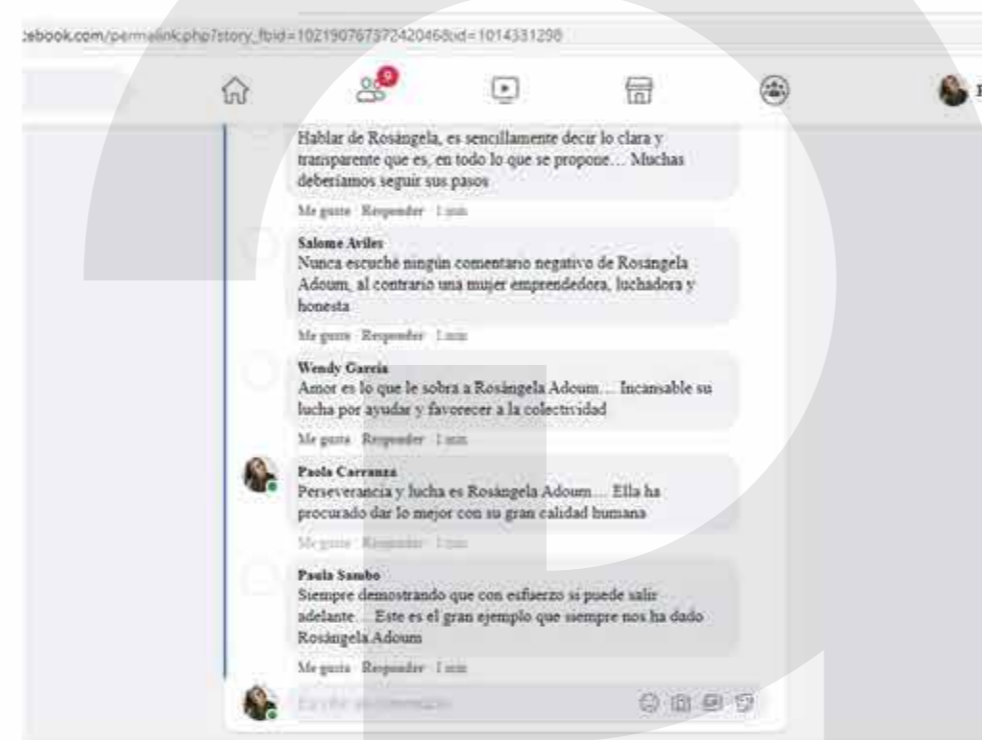 cebook.com/permalink.php?story_fbid=10219076737242046&id=1014331298
9
Hablar de Rosángela, es sencillamente decir lo clara y
transparente que es, en todo lo que se propone… Muchas
deberíamos seguir sus pasos
Me gusta Responder 1 min
Salome Aviles
Nunca escuché ningún comentario negativo de Rosángela
Adoum, al contrario una mujer emprendedora, luchadora y
honesta
Me gusta Responder 1 min
Wendy García
Amor es lo que le sobra a Rosángela Adoum… Incansable su
lucha por ayudar y favorecer a la colectividad
Me gusta Responder 1 min
Paola Carranza
Perseverancia y lucha es Rosángela Adoum… Ella ha
procurado dar lo mejor con su gran calidad humana
Me gusta Responder 1 min
Paula Sambo
Siempre demostrando que con esfuerzo si puede salir
adelante… Este es el gran ejemplo que siempre nos ha dado
Rosángela Adoum
Me gusta Responder 1 min